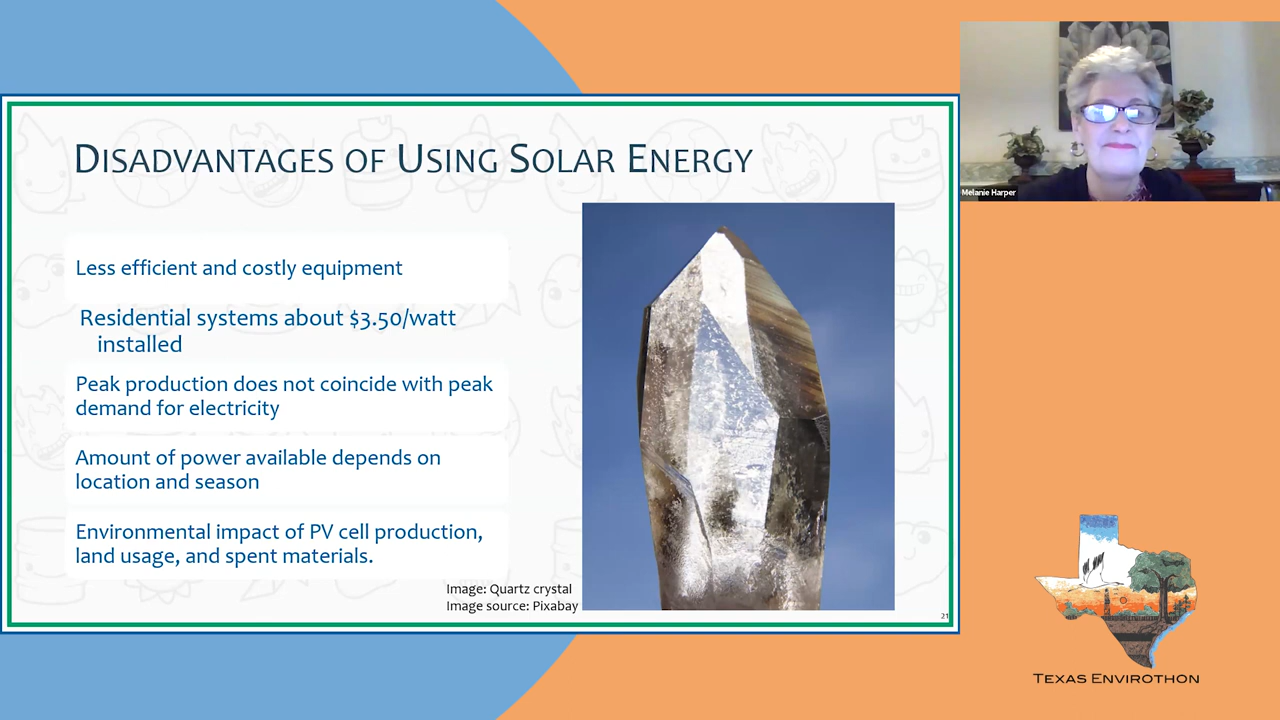 DISADVANTAGES OF USING SOLAR ENERGY
Less efficient and costly equipment
Residential systems about $3.50/watt
installed
Peak production does not coincide with peak
demand for electricity
Amount of power available depends on
location and season
Environmental impact of PV cell production,
land usage, and spent materials.
Image: Quartz crystal
Image source: Pixabay
21
Melanie Harper
TEXAS ENVIROTHON